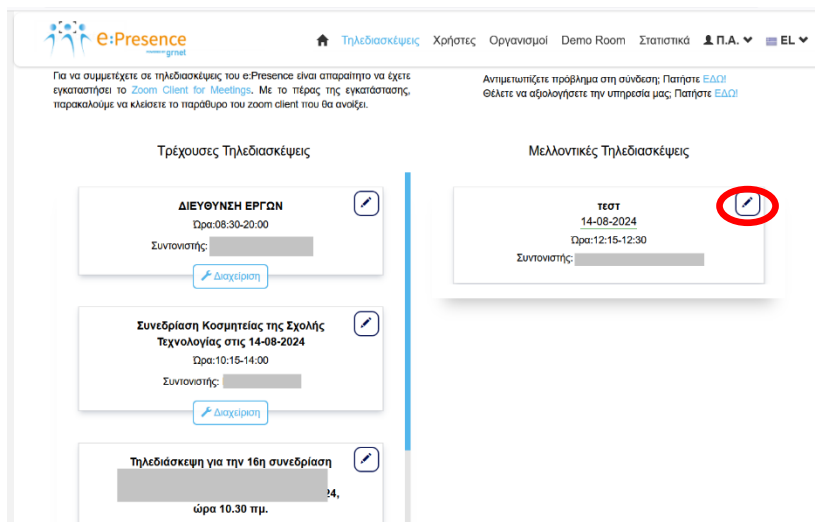 e:Presence
powered by grnet
Τηλεδιασκέψεις Χρήστες Οργανισμοί Demo Room Στατιστικά Π.Α. EL
Για να συμμετέχετε σε τηλεδιασκέψεις του e:Presence είναι απαραίτητο να έχετε
εγκαταστήσει το Zoom Client for Meetings. Με το πέρας της εγκατάστασης,
παρακαλούμε να κλείσετε το παράθυρο του zoom client που θα ανοίξει.
Αντιμετωπίζετε πρόβλημα στη σύνδεση; Πατήστε ΕΔΩ!
Θέλετε να αξιολογήσετε την υπηρεσία μας; Πατήστε ΕΔΩ!
Τρέχουσες Τηλεδιασκέψεις
ΔΙΕΥΘΥΝΣΗ ΕΡΓΩΝ
Ώρα:08:30-20:00
Συντονιστής:
Διαχείριση
Συνεδρίαση Κοσμητείας της Σχολής
Τεχνολογίας στις 14-08-2024
Ώρα:10:15-14:00
Συντονιστής:
Διαχείριση
Τηλεδιάσκεψη για την 16η συνεδρίαση
24,
ώρα 10.30 πμ.
Μελλοντικές Τηλεδιασκέψεις
τεστ
14-08-2024
Ώρα:12:15-12:30
Συντονιστής: